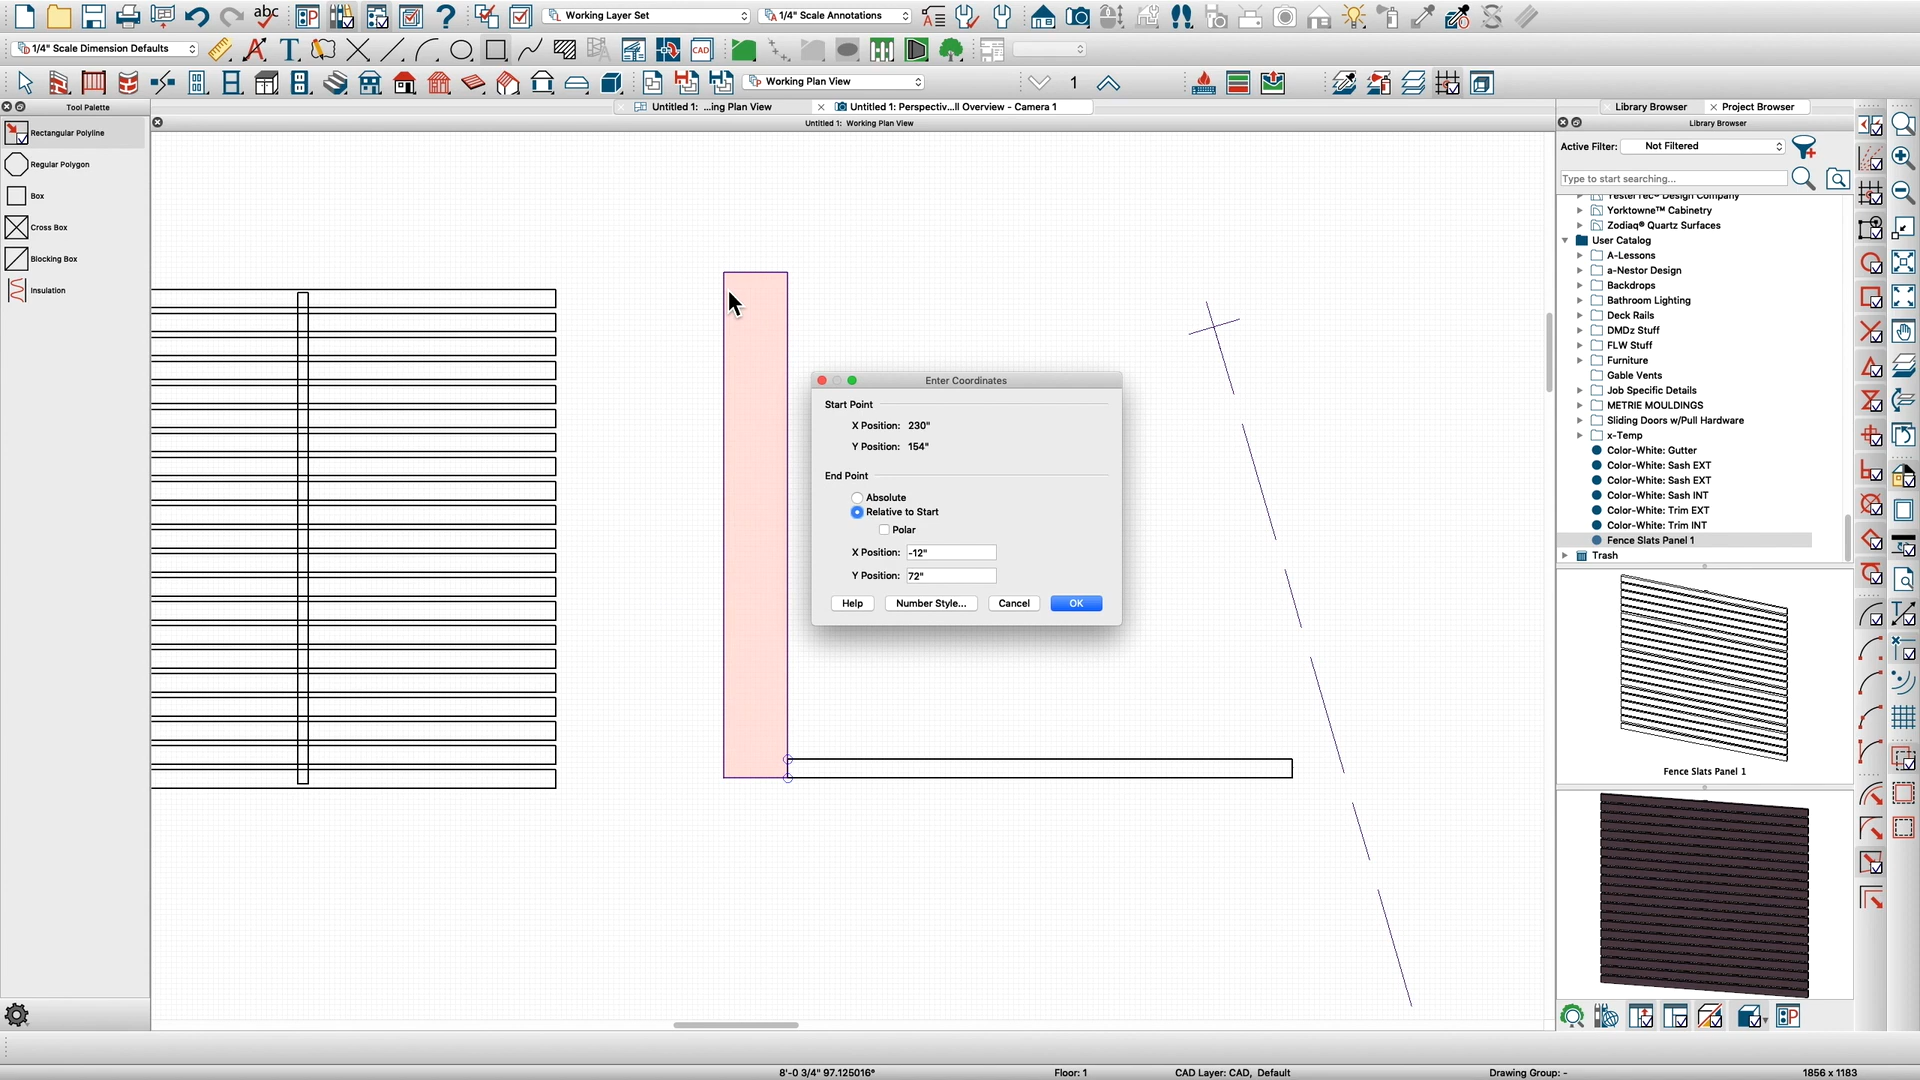 Working Layer Set
1/4" Scale Annotations
1/4" Scale Dimension Defaults
CAD
Working Plan View
1
Tool Palette
Untitled 1: ...ing Plan View
Untitled 1: Perspectiv...ll Overview - Camera 1
Untitled 1: Working Plan View
Rectangular Polyline
Regular Polygon
Box
Cross Box
Blocking Box
Insulation
Enter Coordinates
Start Point
X Position: 230"
Y Position: 154"
End Point
Absolute
Relative to Start
Polar
X Position: -12"
Y Position: 72"
Help
Number Style...
Cancel
OK
Library Browser
Project Browser
Library Browser
Active Filter: Not Filtered
Type to start searching...
YesterTec® Design Company
Yorktowne™ Cabinetry
Zodiaq® Quartz Surfaces
User Catalog
A-Lessons
a-Nestor Design
Backdrops
Bathroom Lighting
Deck Rails
DMDz Stuff
FLW Stuff
Furniture
Gable Vents
Job Specific Details
METRIE MOULDINGS
Sliding Doors w/Pull Hardware
x-Temp
Color-White: Gutter
Color-White: Sash EXT
Color-White: Sash EXT
Color-White: Sash INT
Color-White: Trim EXT
Color-White: Trim INT
Fence Slats Panel 1
Trash
Fence Slats Panel 1
8'-0 3/4" 97.125016°
Floor: 1
CAD Layer: CAD, Default
Drawing Group: -
1856 x 1183